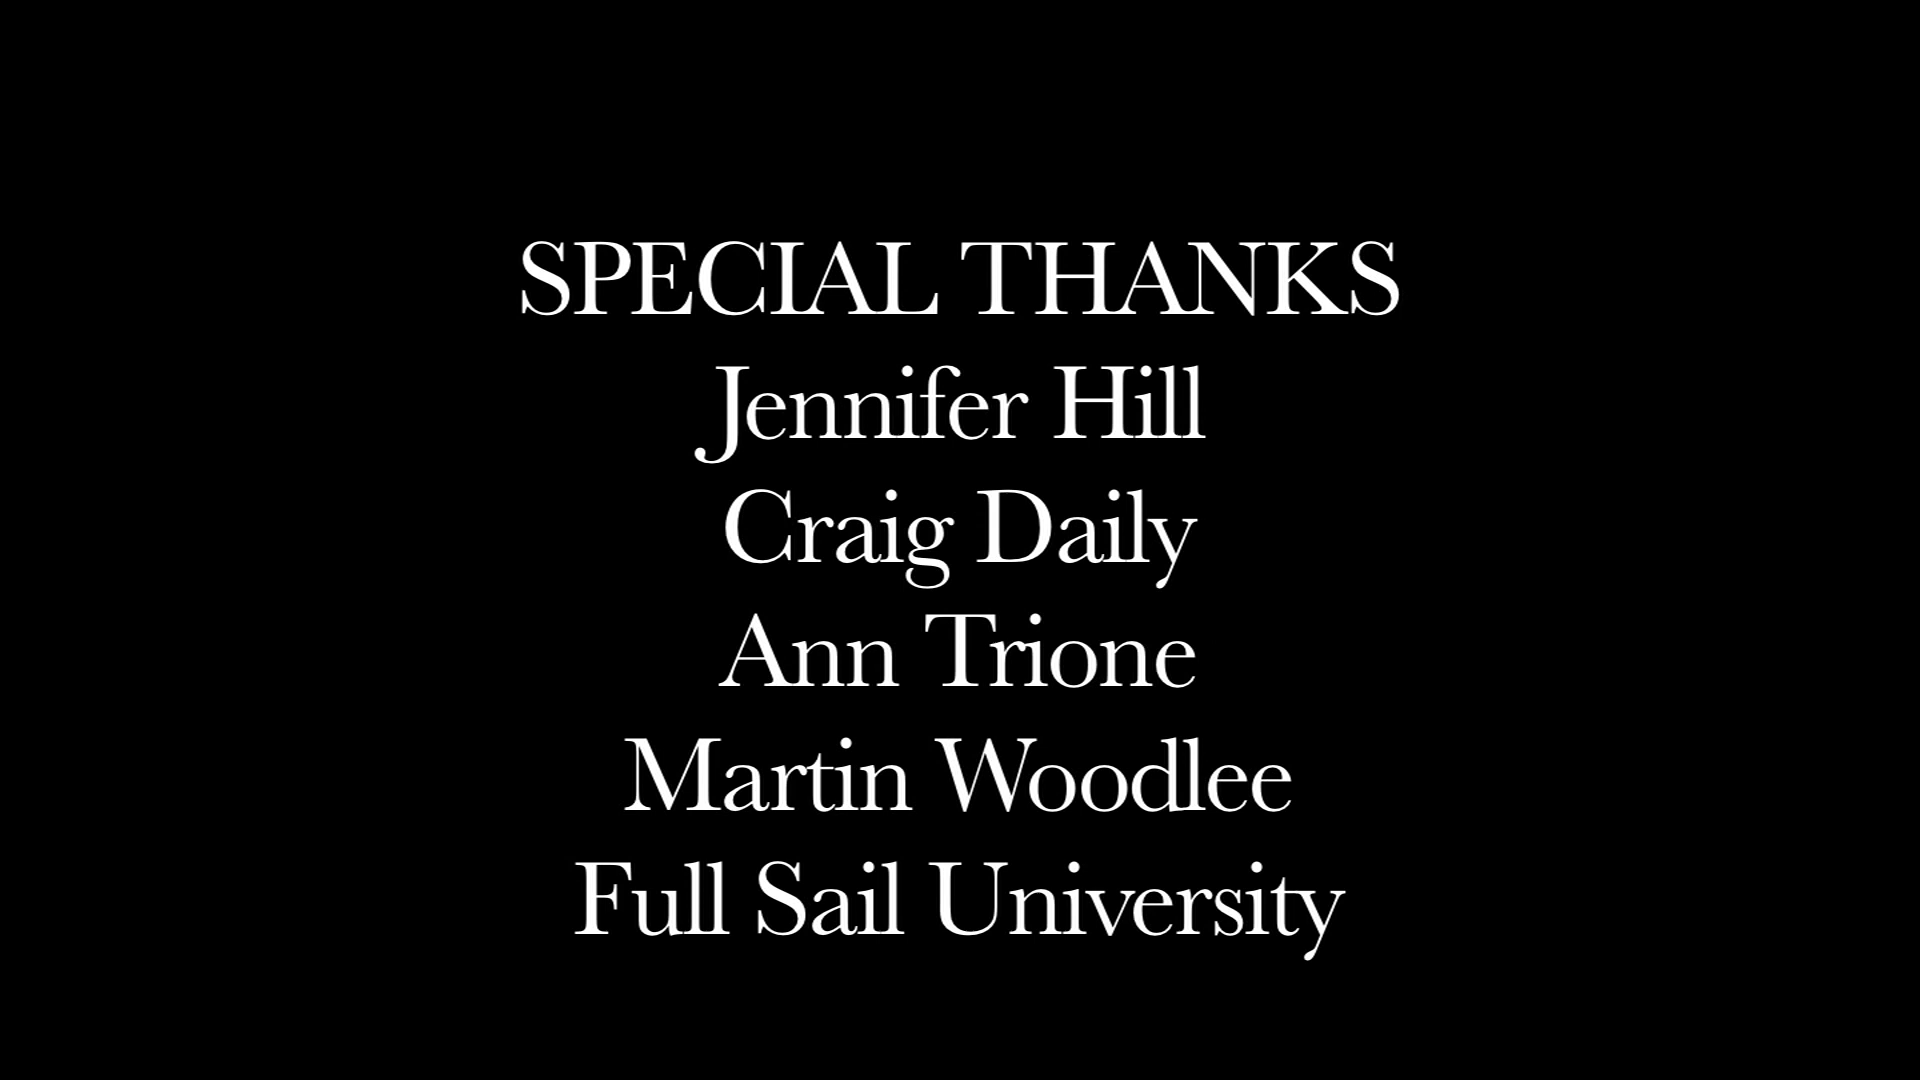 SPECIAL THANKS
Jennifer Hill
Craig Daily
Ann Trione
Martin Woodlee
Full Sail University